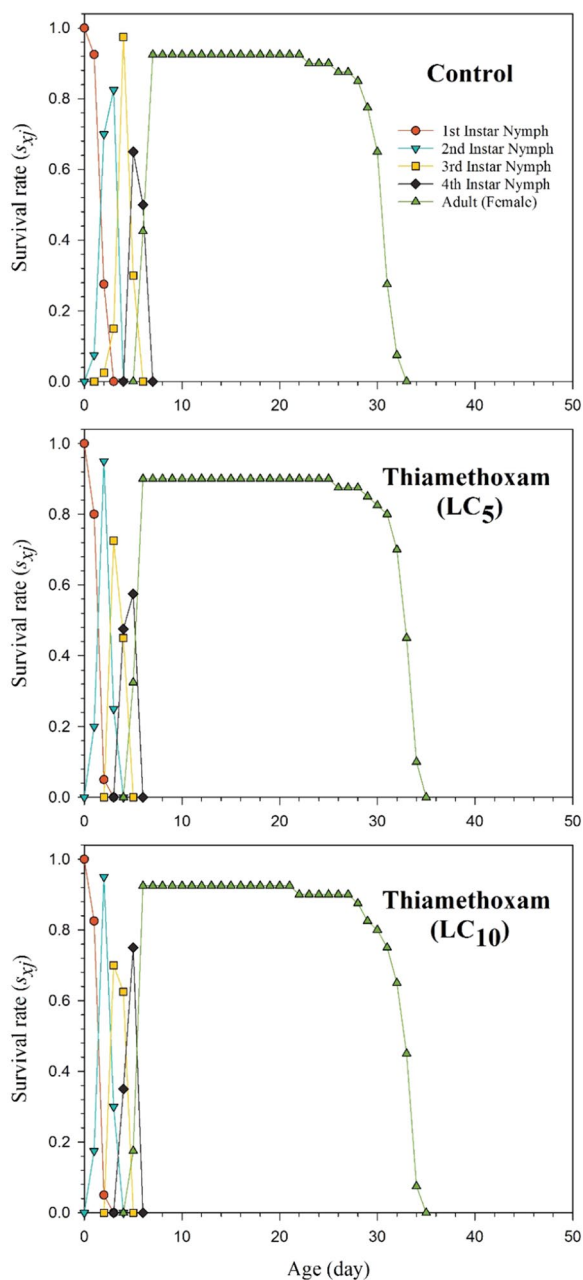 1.0
0.8
0.6
0.4
0.2
0.0
Survival rate (sxj)
Control
1st Instar Nymph
2nd Instar Nymph
3rd Instar Nymph
4th Instar Nymph
Adult (Female)
0 10 20 30 40 50
1.0
0.8
0.6
0.4
0.2
0.0
Survival rate (sxj)
Thiamethoxam
(LC5)
0 10 20 30 40 50
1.0
0.8
0.6
0.4
0.2
0.0
Survival rate (sxj)
Thiamethoxam
(LC10)
0 10 20 30 40 50
Age (day)